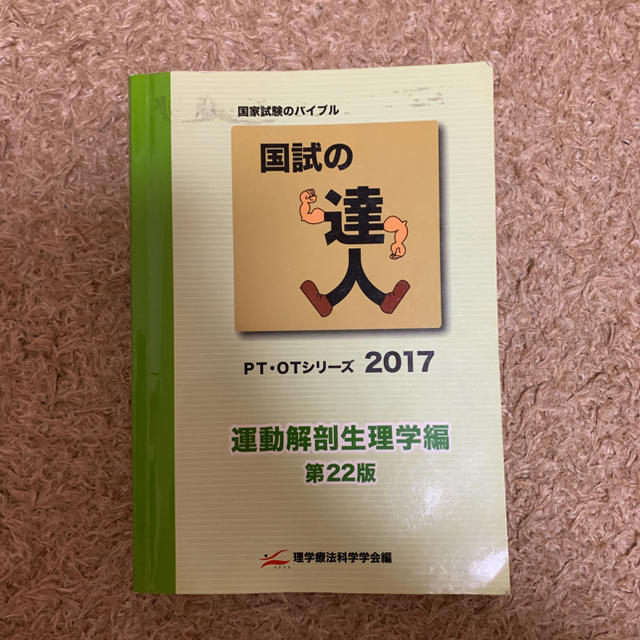 国家試験のバイブル
国試の
達
人
PT・OTシリーズ 2017
運動解剖生理学編
第22版
理学療法科学学会編